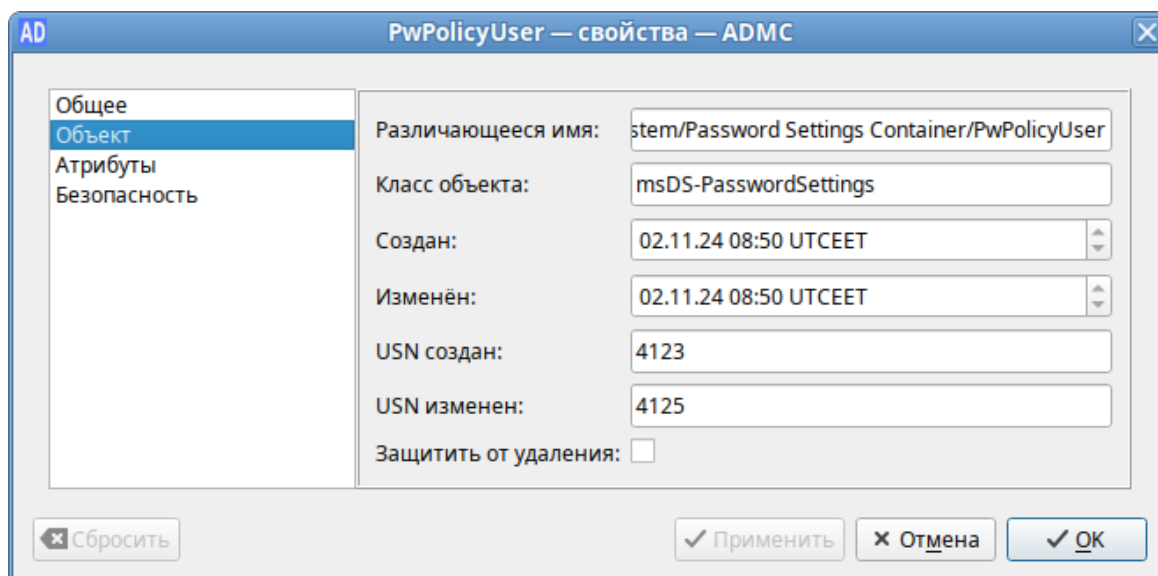 AD PwPolicyUser — свойства — ADMC
Общее
Объект
Атрибуты
Безопасность
Различающееся имя: stem/Password Settings Container/PwPolicyUser
Класс объекта: msDS-PasswordSettings
Создан: 02.11.24 08:50 UTCEET
Изменён: 02.11.24 08:50 UTCEET
USN создан: 4123
USN изменен: 4125
Защитить от удаления:
Сбросить Применить Отмена OK